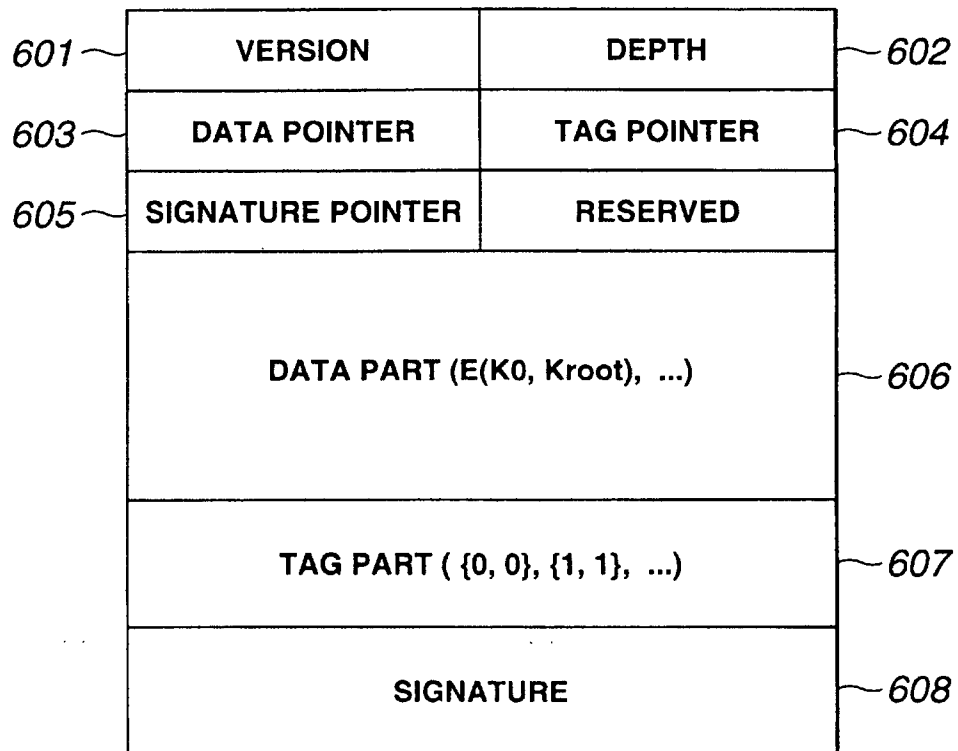 601 VERSION DEPTH 602
603 DATA POINTER TAG POINTER 604
605 SIGNATURE POINTER RESERVED
DATA PART (E(K0, Kroot), ...) 606
TAG PART ( {0, 0}, {1, 1}, ...) 607
SIGNATURE 608